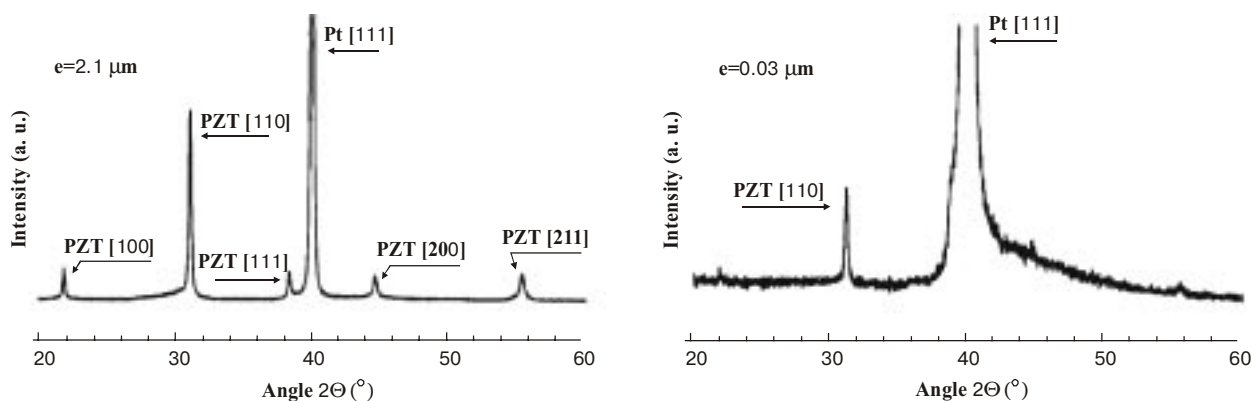 Pt [111]
e=2.1 μm
PZT [110]
PZT [100]
PZT [111]
PZT [200]
PZT [211]
Intensity (a. u.)
20 30 40 50 60
Angle 2Θ (°)
Pt [111]
e=0.03 μm
PZT [110]
Intensity (a. u.)
20 30 40 50 60
Angle 2Θ (°)